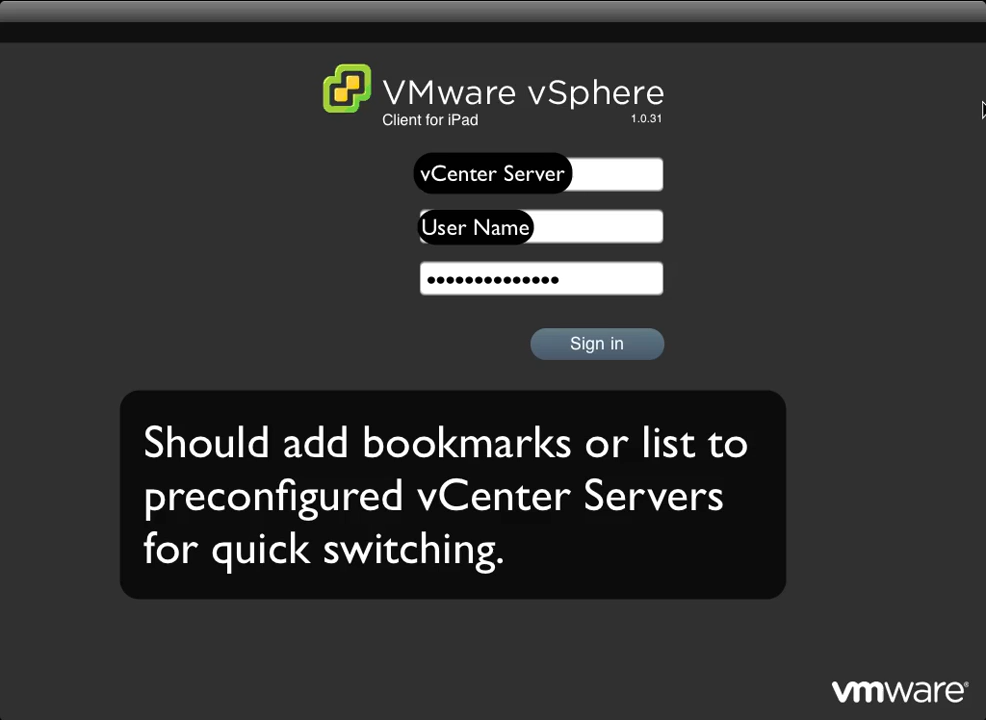 VMware vSphere
Client for iPad
1.0.31
vCenter Server
User Name
••••••••••••••
Sign in
Should add bookmarks or list to
preconfigured vCenter Servers
for quick switching.
vmware®